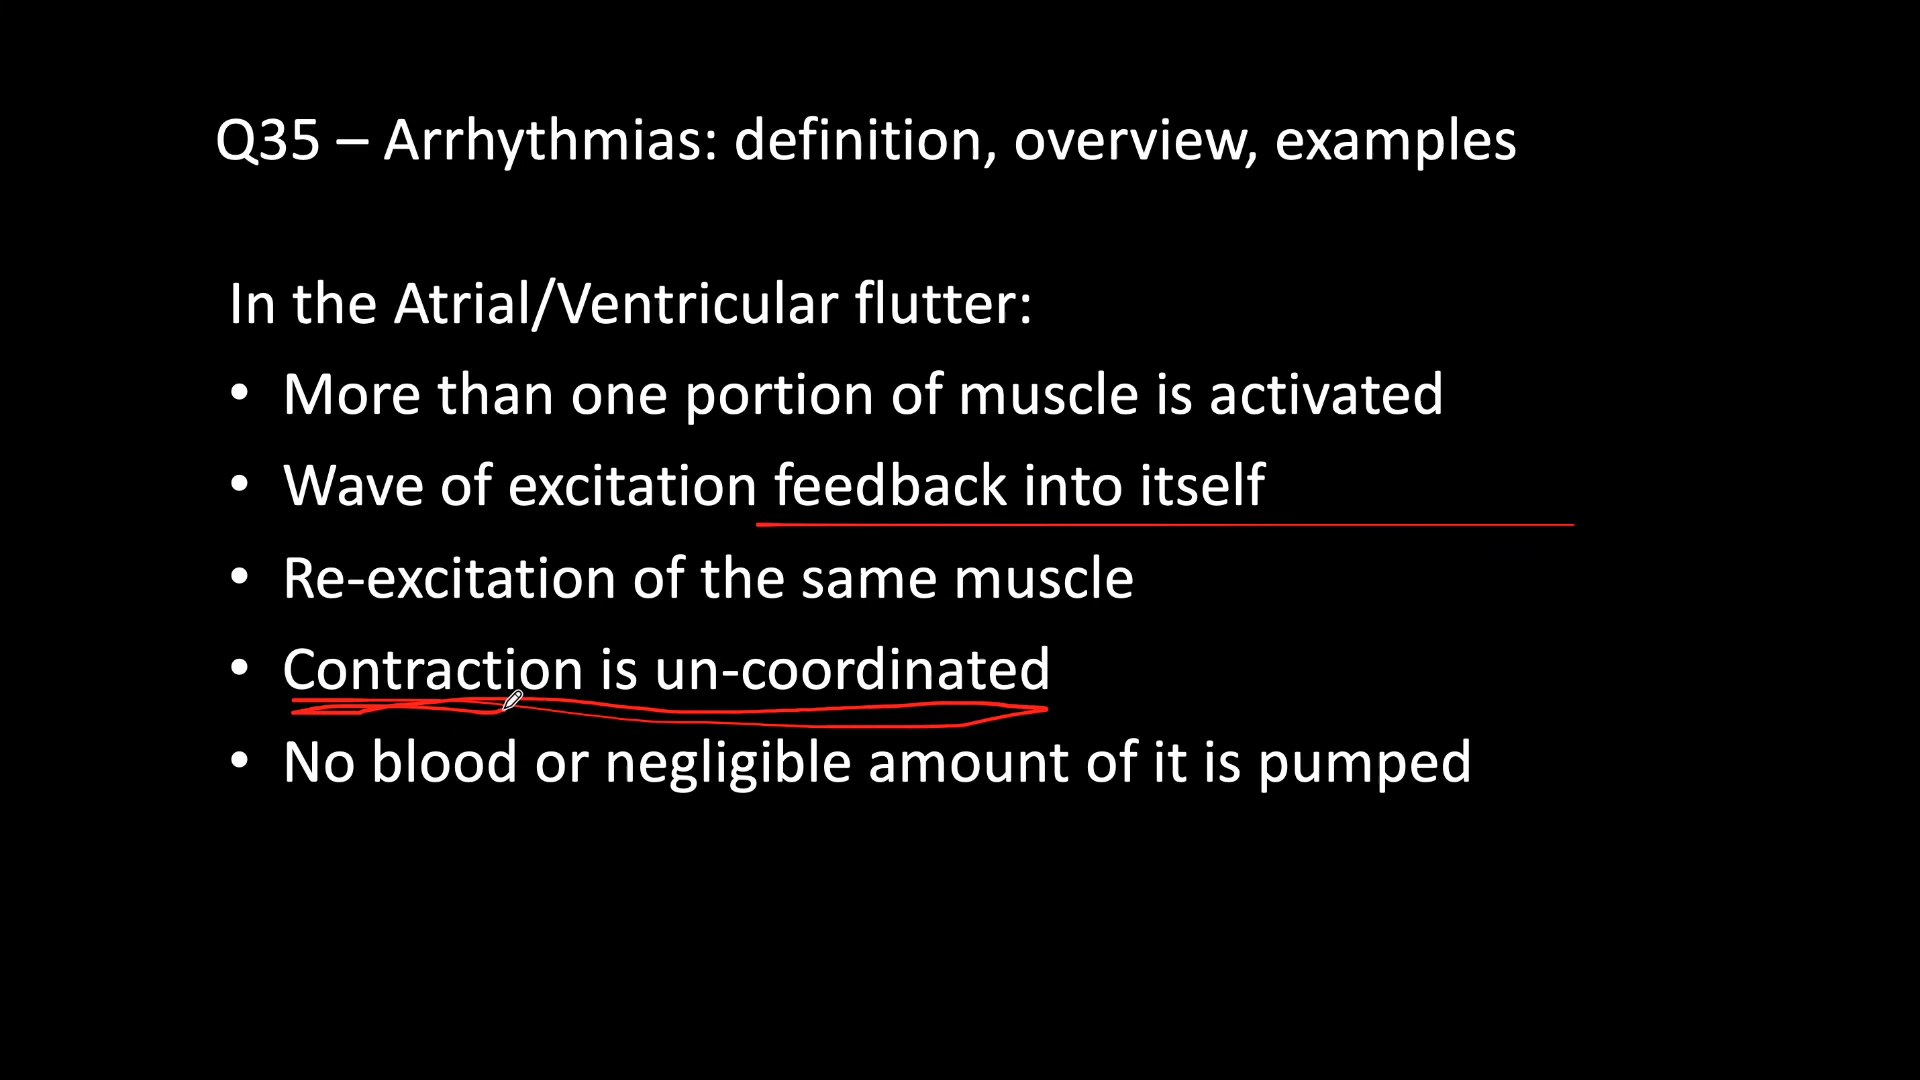 Q35 – Arrhythmias: definition, overview, examples
In the Atrial/Ventricular flutter:
• More than one portion of muscle is activated
• Wave of excitation feedback into itself
• Re-excitation of the same muscle
• Contraction is un-coordinated
• No blood or negligible amount of it is pumped